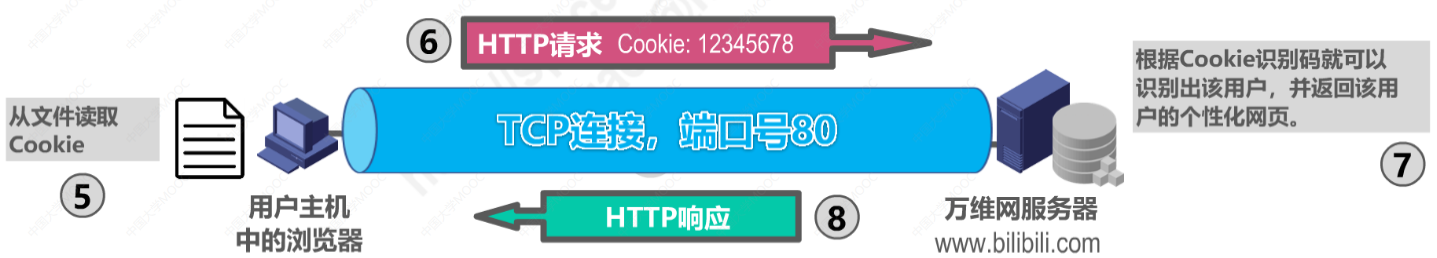 6
HTTP请求 Cookie: 12345678
从文件读取
Cookie
5
用户主机
中的浏览器
TCP连接，端口号80
HTTP响应
8
万维网服务器
www.bilibili.com
根据Cookie识别码就可以
识别出该用户，并返回该用
户的个性化网页。
7